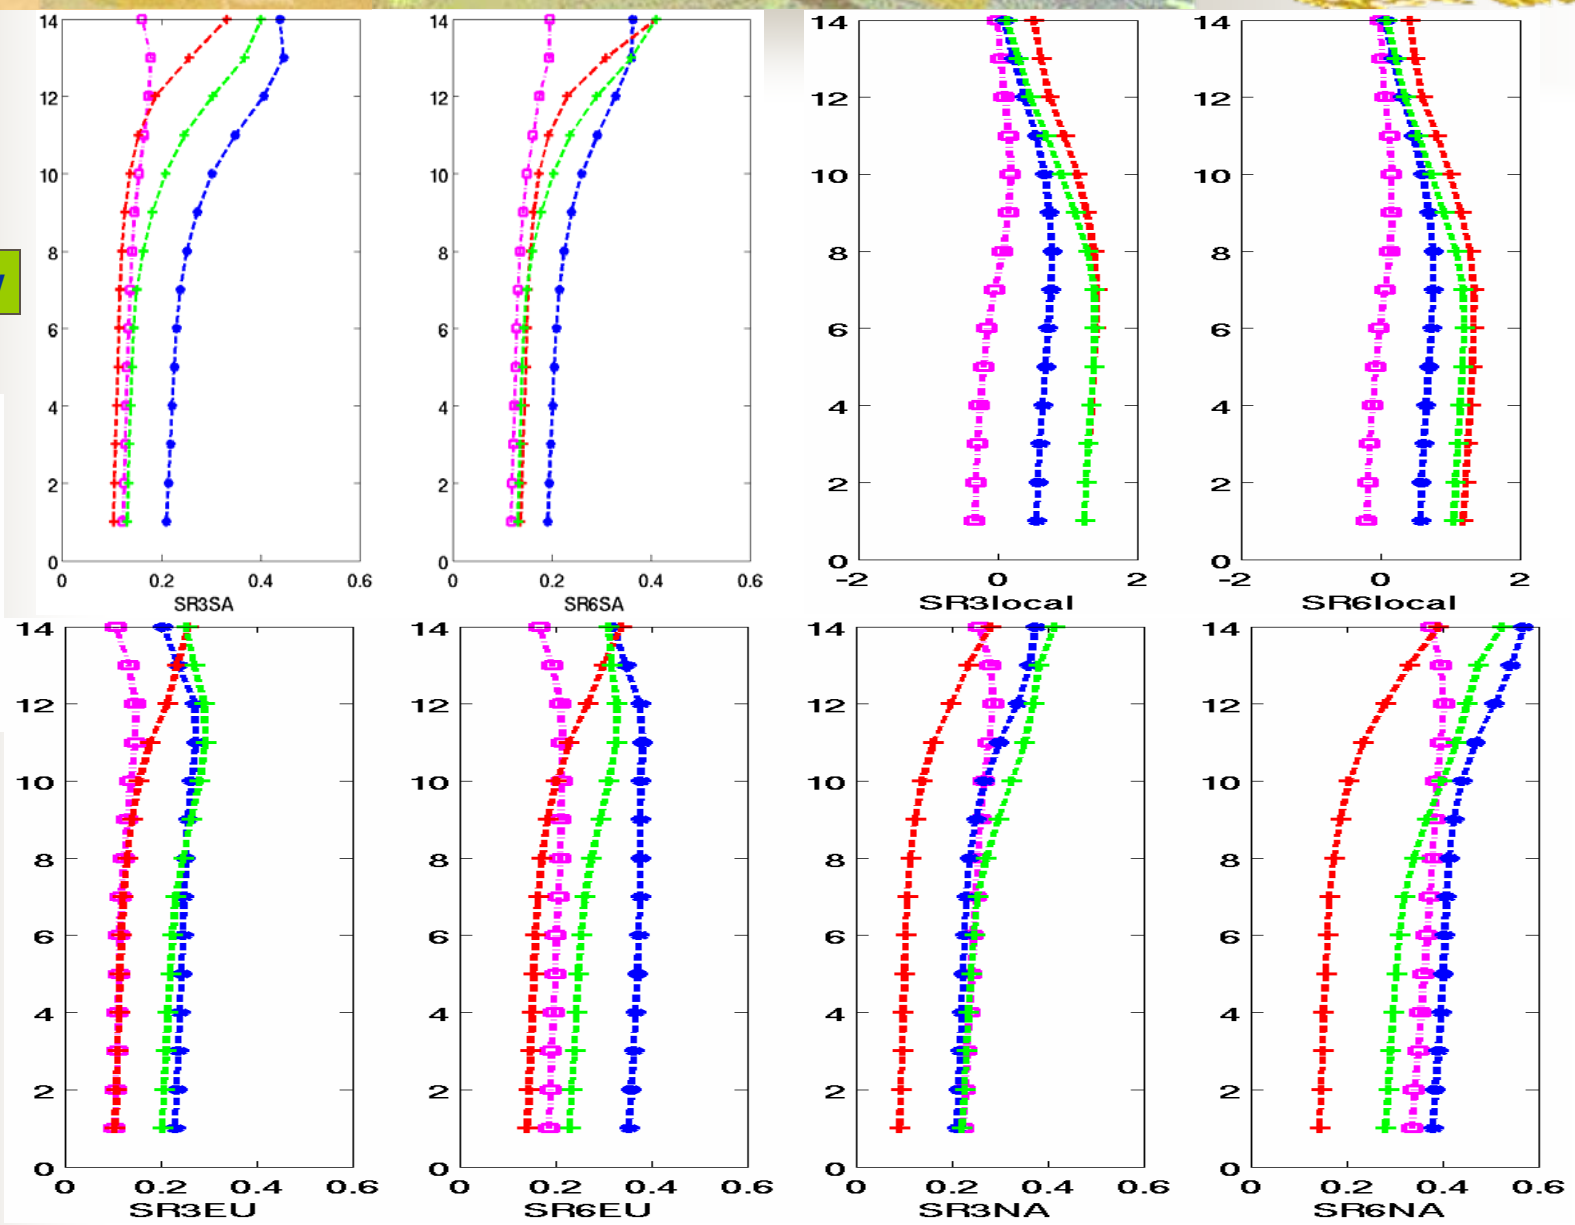 14 14 14 14
12 12 12 12
10 10 10 10
8 8 8 8
6 6 6 6
4 4 4 4
2 2 2 2
0 0 0 0
0 0.2 0.4 0.6 0 0.2 0.4 0.6 -2 0 2 -2 0 2
SR3SA SR6SA SR3local SR6local
14 14 14 14
12 12 12 12
10 10 10 10
8 8 8 8
6 6 6 6
4 4 4 4
2 2 2 2
0 0 0 0
0 0.2 0.4 0.6 0 0.2 0.4 0.6 0 0.2 0.4 0.6 0 0.2 0.4 0.6
SR3EU SR6EU SR3NA SR6NA